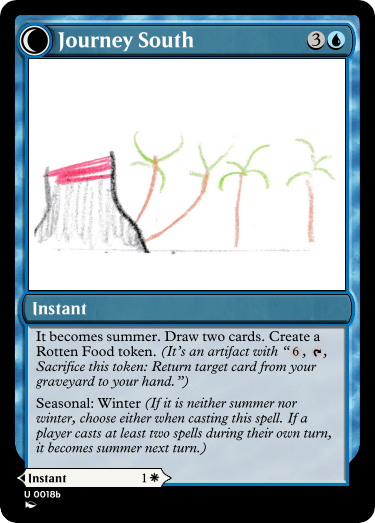 Journey South 3
Instant
It becomes summer. Draw two cards. Create a
Rotten Food token. (It's an artifact with “6, ,
Sacrifice this token: Return target card from your
graveyard to your hand.”)
Seasonal: Winter (If it is neither summer nor
winter, choose either when casting this spell. If a
player casts at least two spells during their own turn,
it becomes summer next turn.)
Instant 1
U 0018b